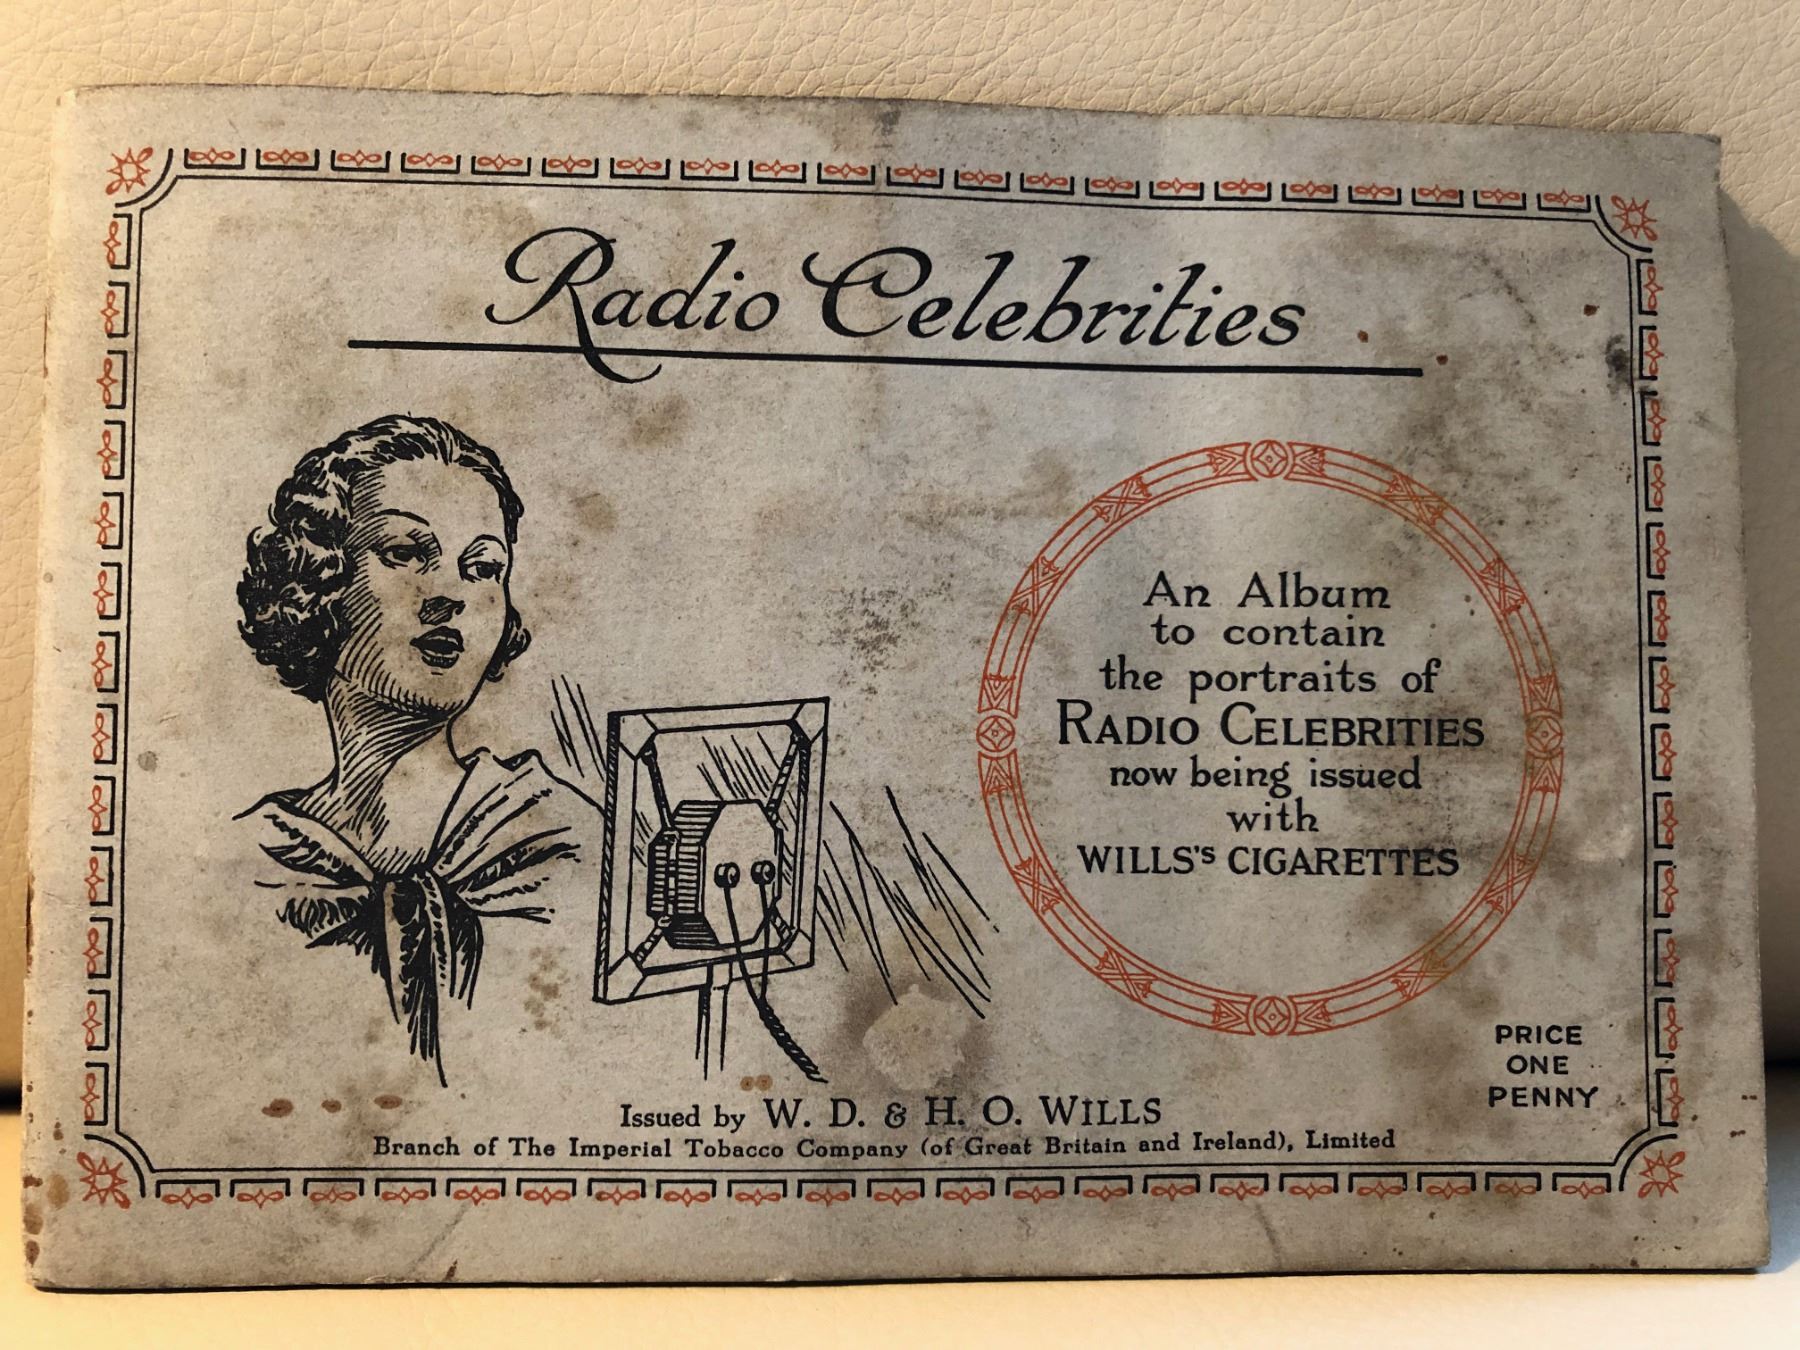 Radio Celebrities
An Album
to contain
the portraits of
RADIO CELEBRITIES
now being issued
with
WILLS'S CIGARETTES
PRICE
ONE
PENNY
Issued by W. D. & H. O. WILLS
Branch of The Imperial Tobacco Company (of Great Britain and Ireland), Limited